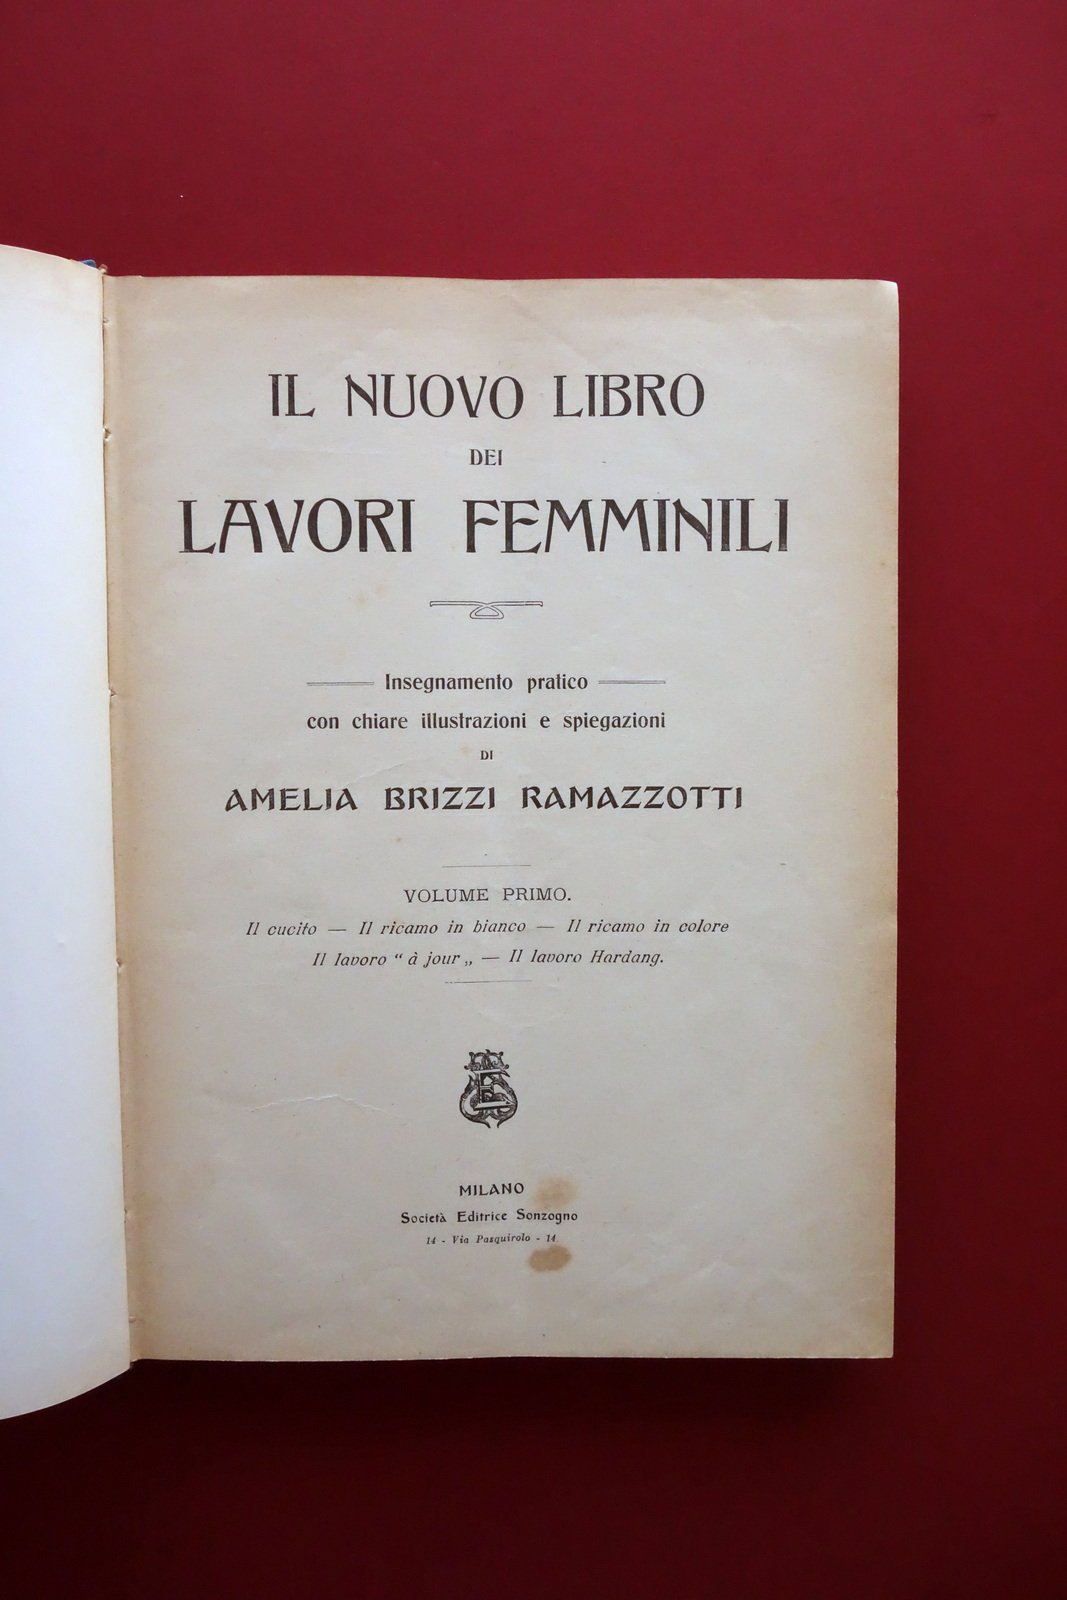 IL NUOVO LIBRO
DEI
LAVORI FEMMINILI
Insegnamento pratico
con chiare illustrazioni e spiegazioni
DI
AMELIA BRIZZI RAMAZZOTTI
VOLUME PRIMO.
Il cucito — Il ricamo in bianco — Il ricamo in colore
Il lavoro “ à jour „ — Il lavoro Hardang.
MILANO
Società Editrice Sonzogno
14 - Via Pasquirolo - 14